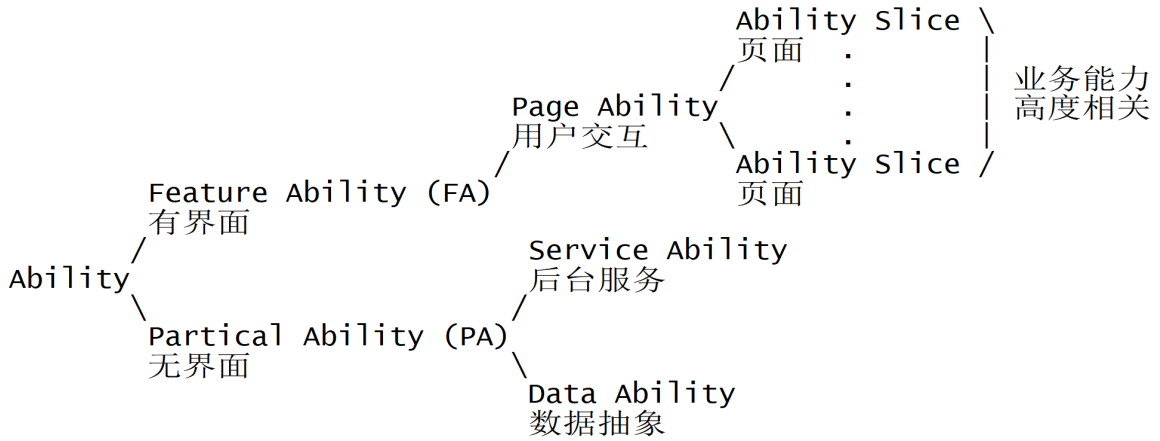 Ability Slice \
页面 . |
/ . | 业务能力
Page Ability . | 高度相关
用户交互 \ . |
/ Ability Slice /
Feature Ability (FA) 页面
有界面
/ Service Ability
Ability 后台服务
\ /
Partical Ability (PA)
无界面 \
Data Ability
数据抽象